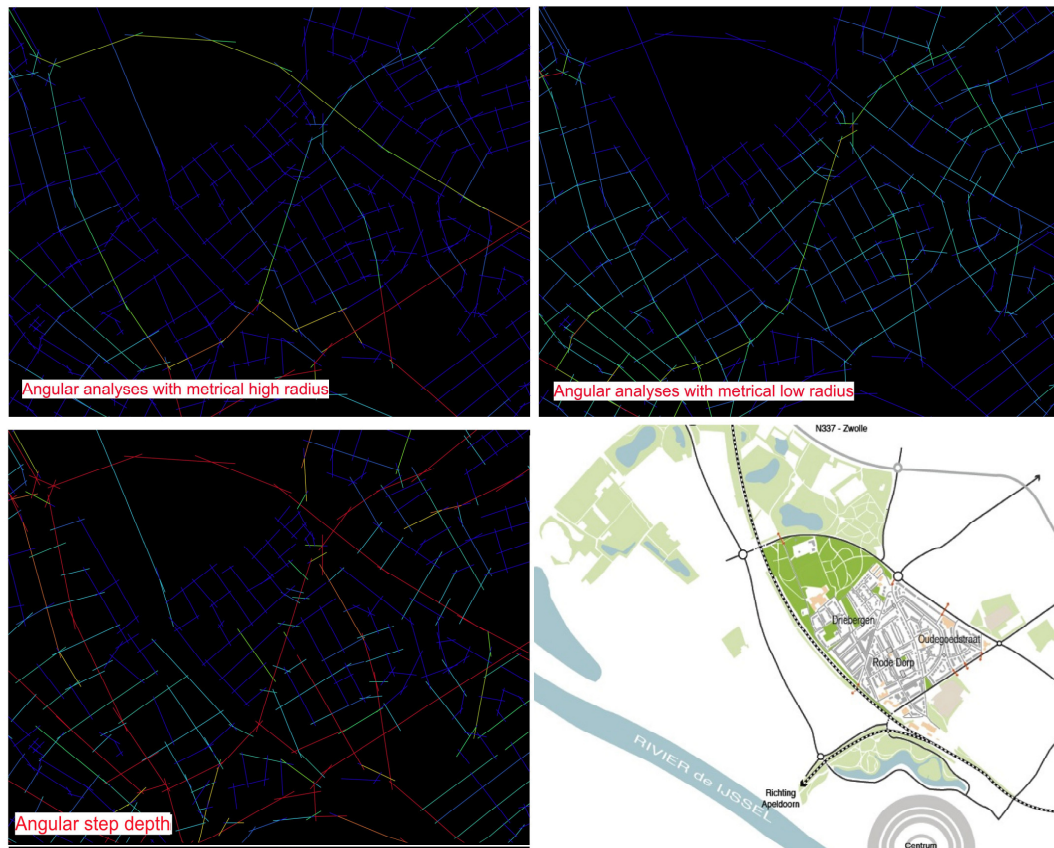 Angular analyses with metrical high radius
Angular analyses with metrical low radius
Angular step depth
N337 - Zwolle
Driebergen
Oudegoedstraat
Rode Dorp
RIVIER de IJSSEL
Richting
Apeldoorn
Centrum